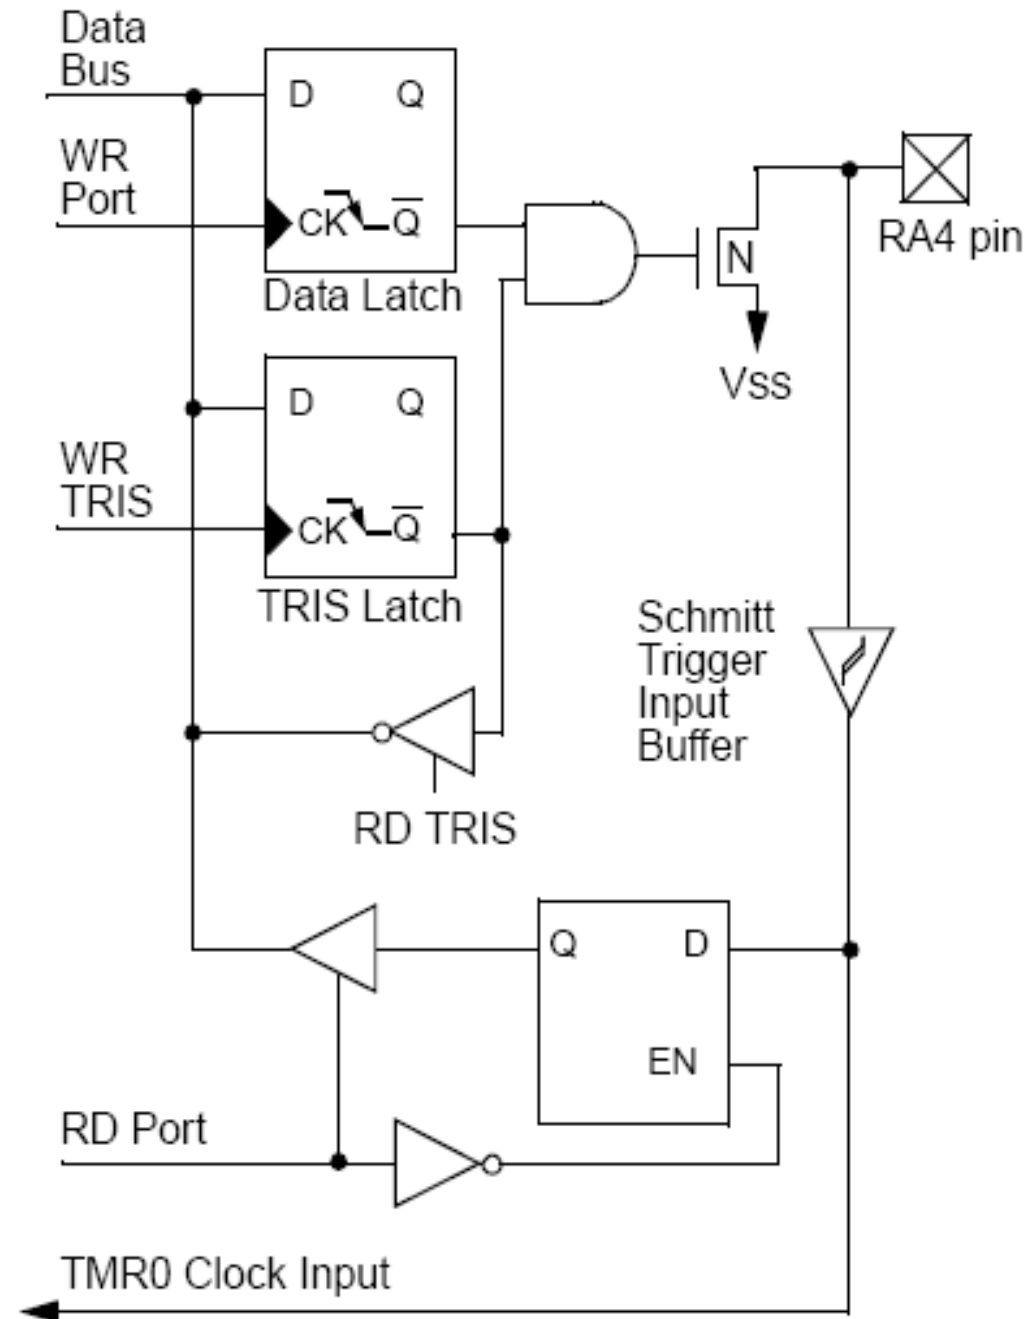 Data
Bus
D Q
WR
Port
CK Q̅
Data Latch
N
RA4 pin
VSS
D Q
WR
TRIS
CK Q̅
TRIS Latch
Schmitt
Trigger
Input
Buffer
RD TRIS
Q D
EN
RD Port
TMR0 Clock Input